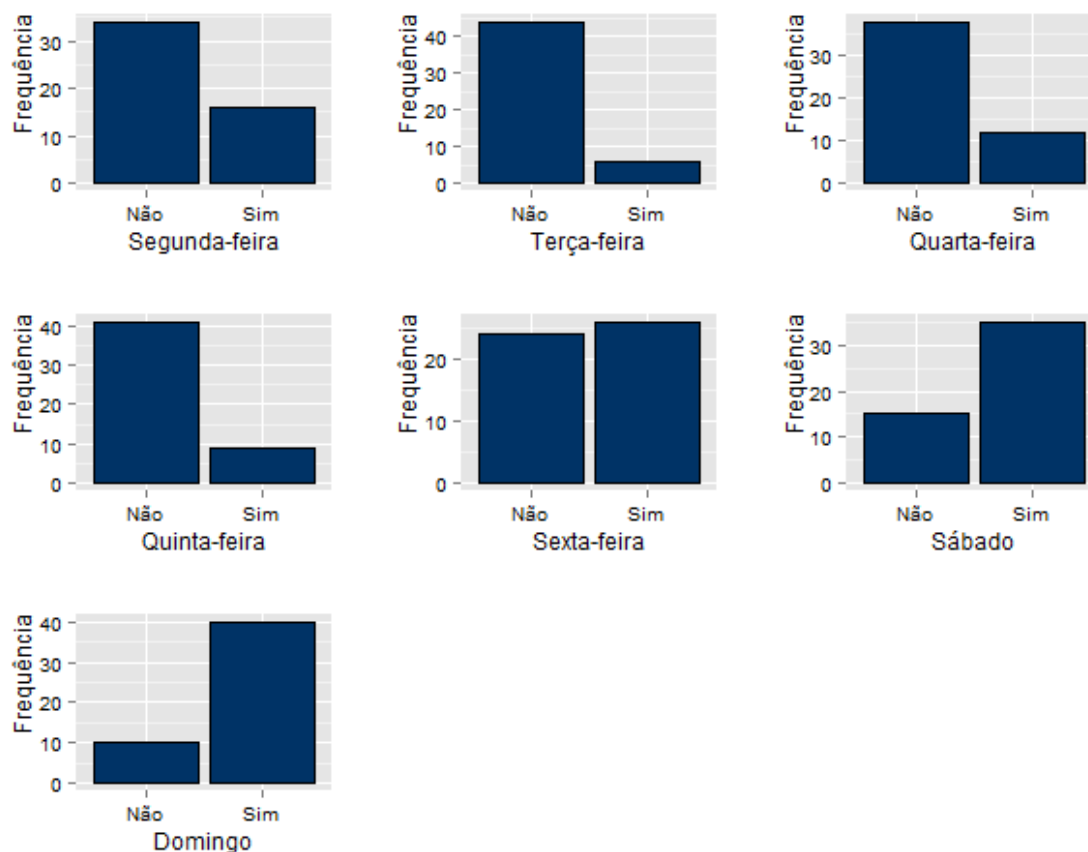 Frequência
30
20
10
0
Não Sim
Segunda-feira
Frequência
40
30
20
10
0
Não Sim
Terça-feira
Frequência
30
20
10
0
Não Sim
Quarta-feira
Frequência
40
30
20
10
0
Não Sim
Quinta-feira
Frequência
20
10
0
Não Sim
Sexta-feira
Frequência
30
20
10
0
Não Sim
Sábado
Frequência
40
30
20
10
0
Não Sim
Domingo